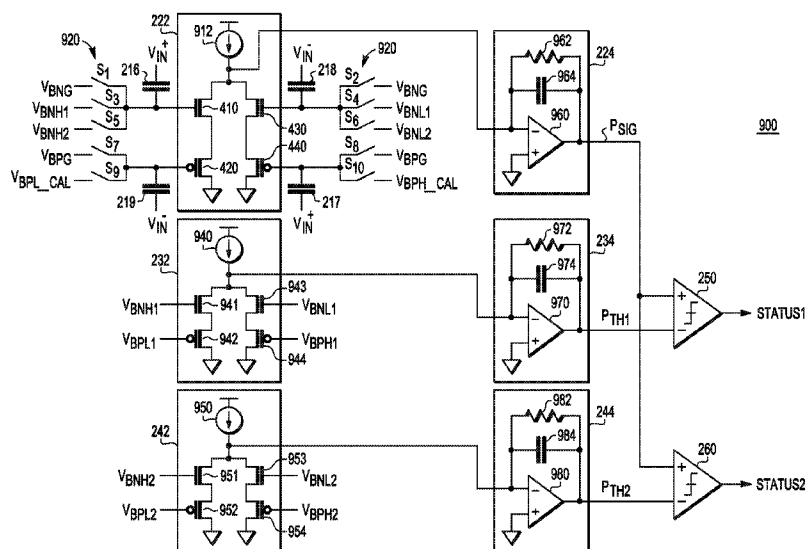 222
912
920
V_IN^+
216
V_IN^-
218
920
S1
V_BNG
S3
V_BNH1
S5
V_BNH2
S7
V_BPG
S9
V_BPL_CAL
219
V_IN^-
410
430
420
440
217
V_IN^+
S2
V_BNG
S4
V_BNL1
S6
V_BNL2
S8
V_BPG
S10
V_BPH_CAL
962
964
224
960
P_SIG
900
232
940
V_BNH1
941
943
V_BNL1
V_BPL1
942
V_BPH1
944
972
974
234
970
P_TH1
250
STATUS1
242
950
V_BNH2
951
953
V_BNL2
V_BPL2
952
V_BPH2
954
982
984
244
980
P_TH2
260
STATUS2